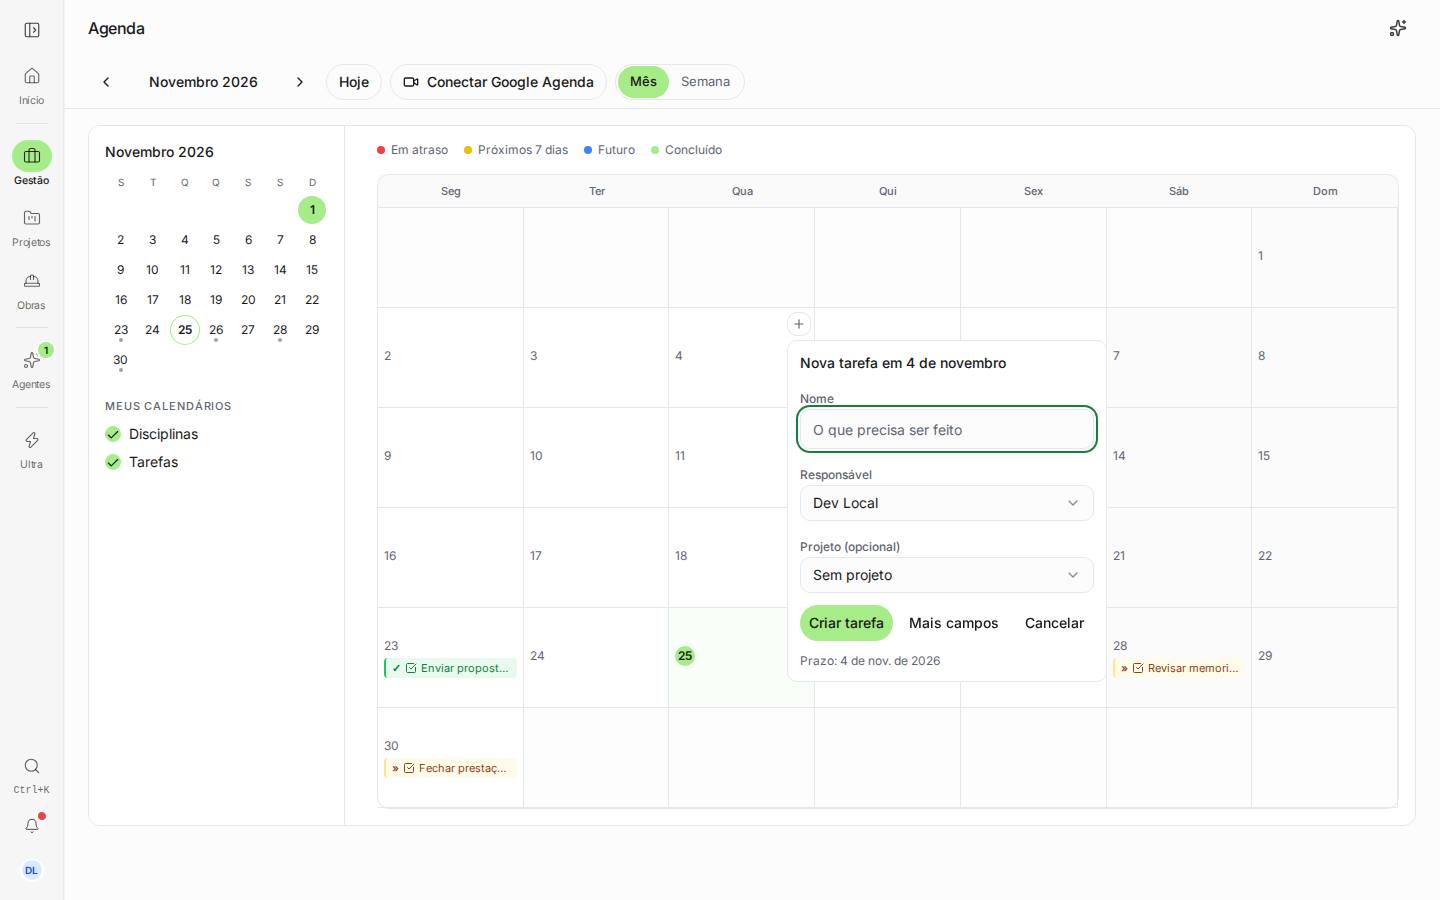 Agenda
Novembro 2026
Hoje
Conectar Google Agenda
Mês
Semana
Início
Gestão
Projetos
Obras
1
Agentes
Ultra
Ctrl+K
DL
Novembro 2026
S T Q Q S S D
1
2 3 4 5 6 7 8
9 10 11 12 13 14 15
16 17 18 19 20 21 22
23 24 25 26 27 28 29
30
MEUS CALENDÁRIOS
Disciplinas
Tarefas
Em atraso
Próximos 7 dias
Futuro
Concluído
Seg Ter Qua Qui Sex Sáb Dom
1
2 3 4 7 8
9 10 11 14 15
16 17 18 21 22
23 24 25 28 29
✓ Enviar propost...
» Revisar memori...
30
» Fechar prestaç...
Nova tarefa em 4 de novembro
Nome
O que precisa ser feito
Responsável
Dev Local
Projeto (opcional)
Sem projeto
Criar tarefa
Mais campos
Cancelar
Prazo: 4 de nov. de 2026